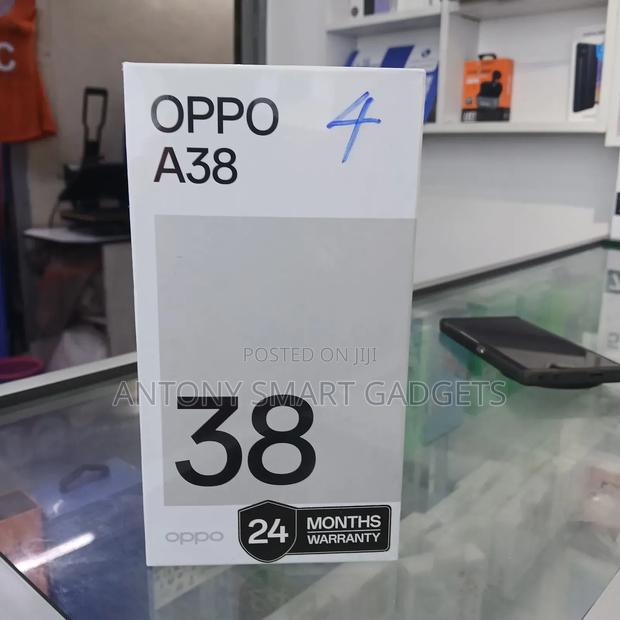 OPPO
A38
4
POSTED ON JIJI
ANTONY SMART GADGETS
38
oppo
24 MONTHS
WARRANTY
C